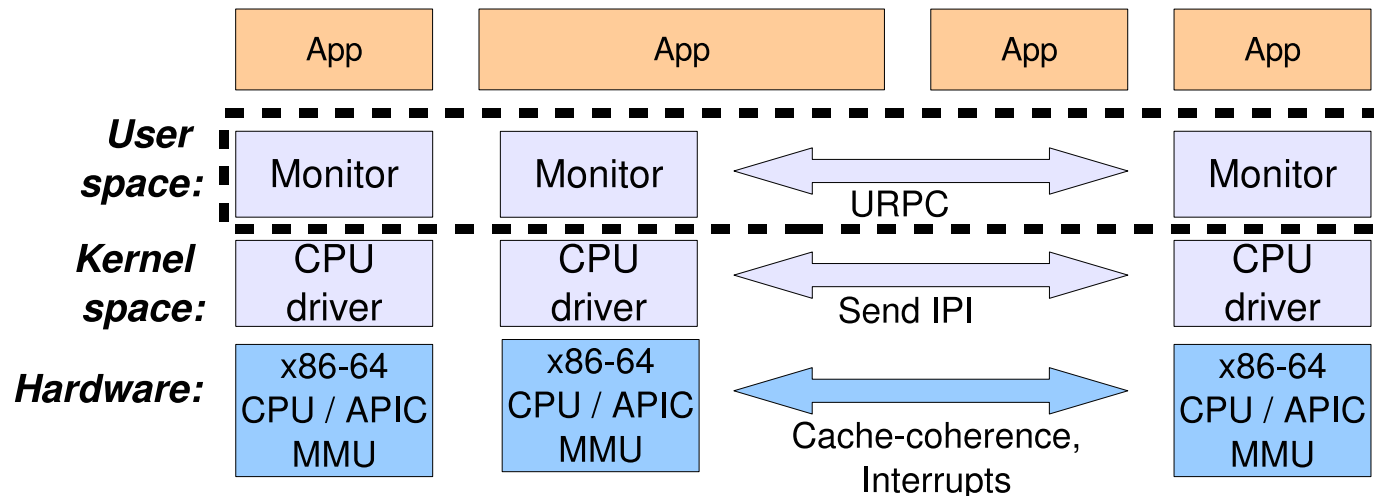 App App App App
User
space:
Monitor Monitor Monitor
URPC
Kernel
space:
CPU
driver
CPU
driver
CPU
driver
Send IPI
Hardware:
x86-64
CPU / APIC
MMU
x86-64
CPU / APIC
MMU
x86-64
CPU / APIC
MMU
Cache-coherence,
Interrupts